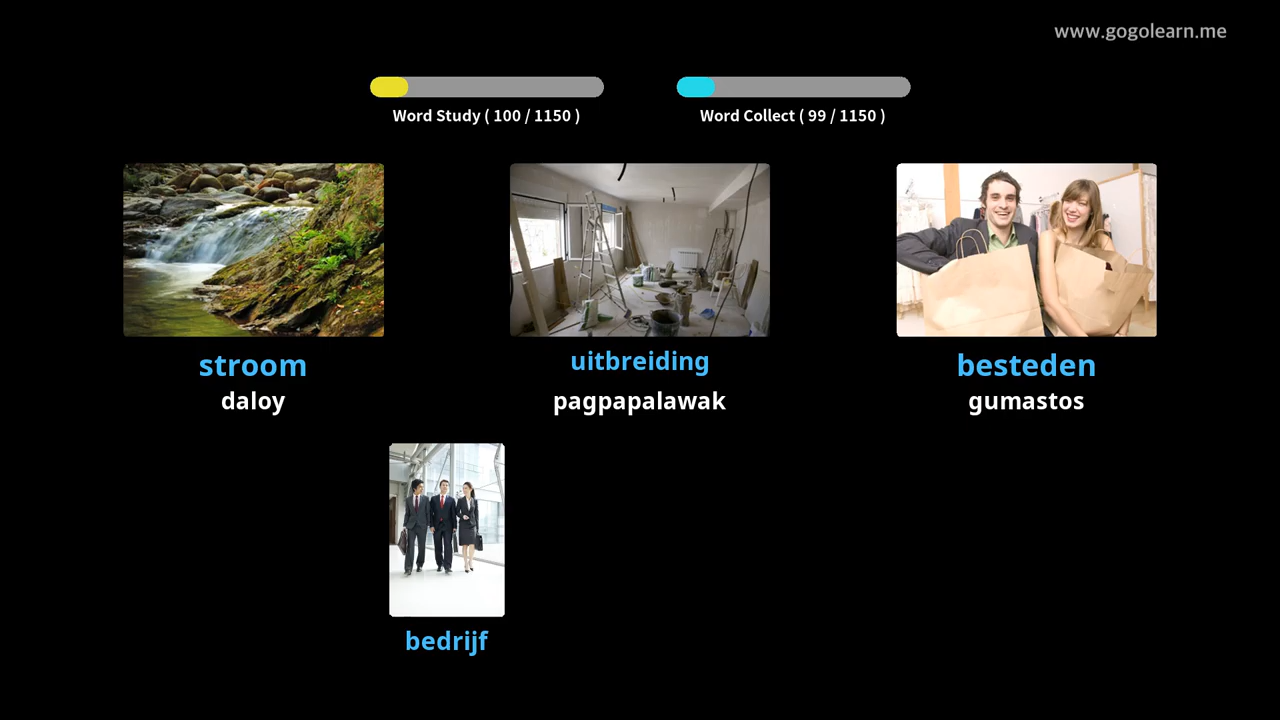 www.gogolearn.me
Word Study ( 100 / 1150 )
Word Collect ( 99 / 1150 )
stroom
daloy
uitbreiding
pagpapalawak
besteden
gumastos
bedrijf